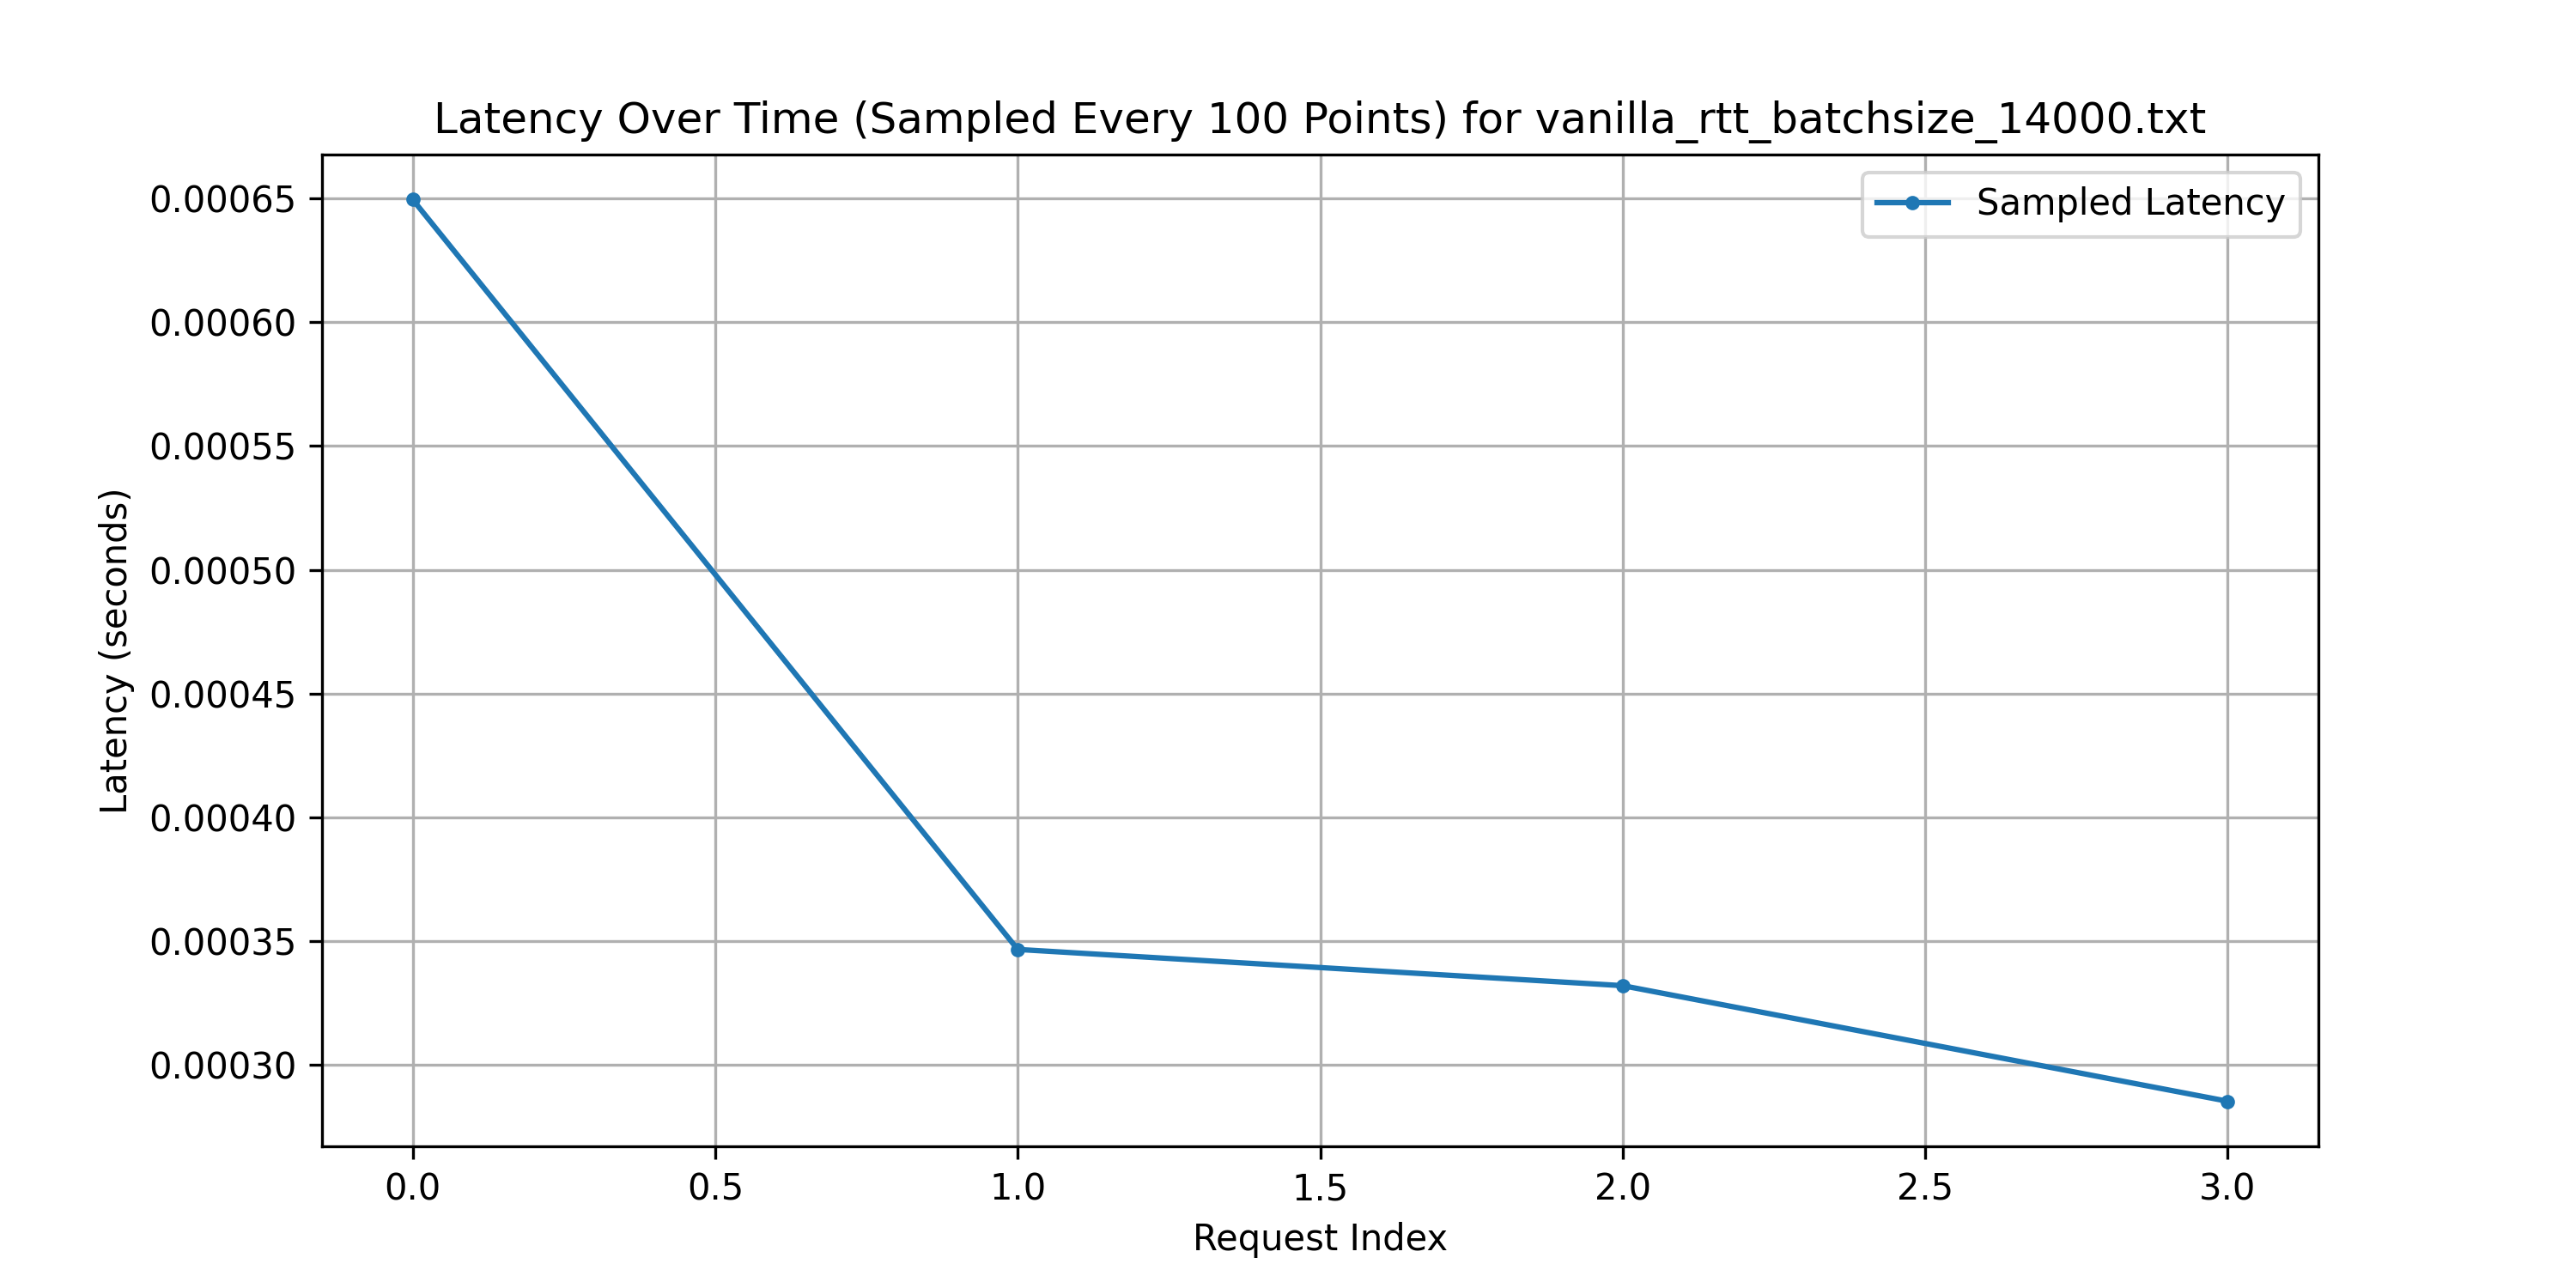 Latency Over Time (Sampled Every 100 Points) for vanilla_rtt_batchsize_14000.txt
Sampled Latency
Latency (seconds)
0.00065
0.00060
0.00055
0.00050
0.00045
0.00040
0.00035
0.00030
0.0 0.5 1.0 1.5 2.0 2.5 3.0
Request Index